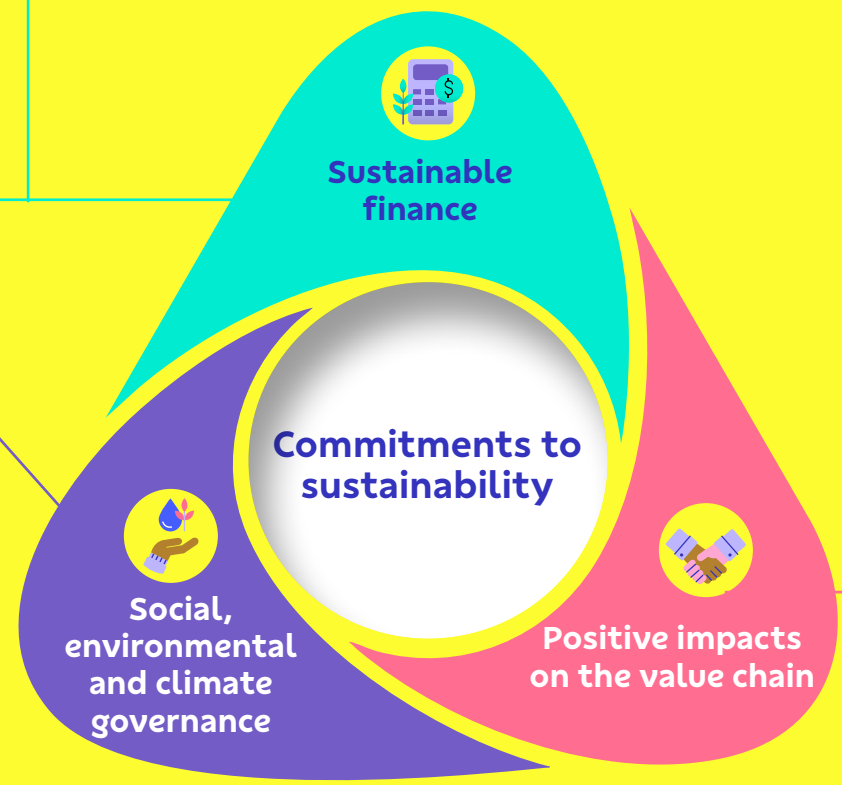 $
Sustainable
finance
Commitments to
sustainability
Social,
environmental
and climate
governance
Positive impacts
on the value chain